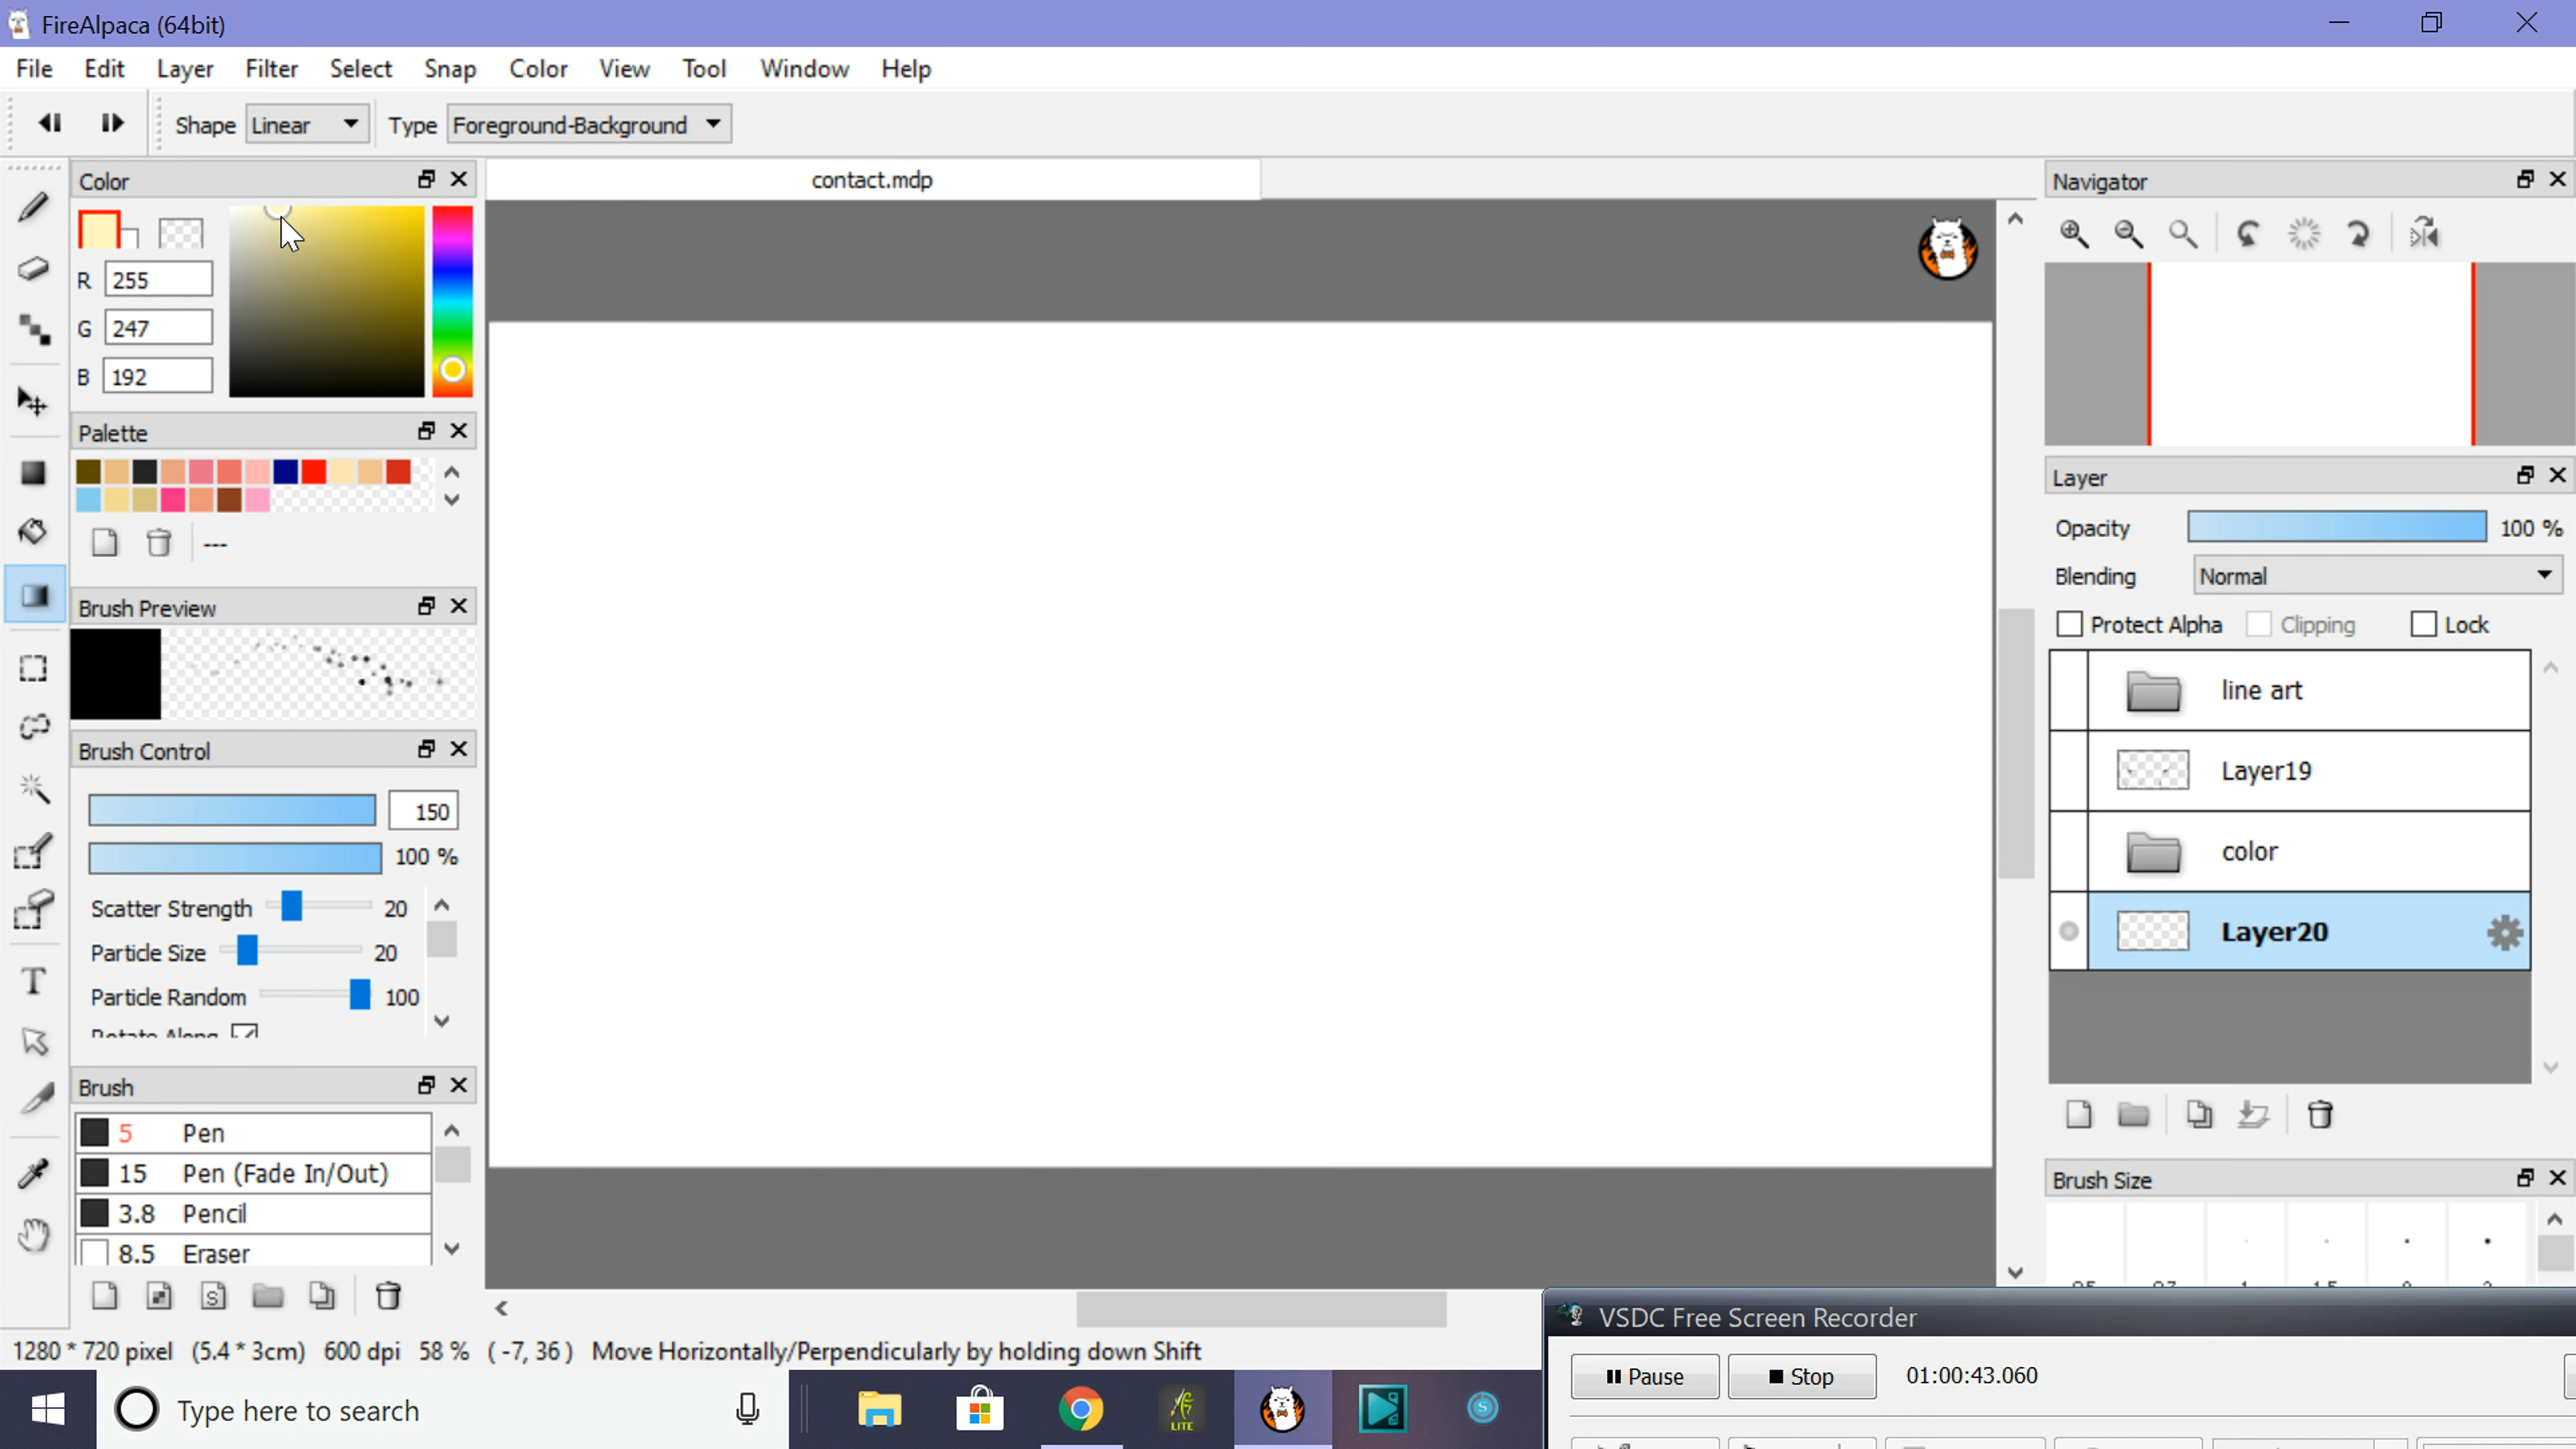 FireAlpaca (64bit)
File Edit Layer Filter Select Snap Color View Tool Window Help
Shape Linear Type Foreground-Background
Color
contact.mdp
Navigator
R 255
G 247
B 192
Palette
---
Layer
Opacity 100 %
Blending Normal
Protect Alpha Clipping Lock
Brush Preview
line art
Layer19
color
Layer20
Brush Control
150
100 %
Scatter Strength 20
Particle Size 20
Particle Random 100
Rotate Along
Brush
5 Pen
15 Pen (Fade In/Out)
3.8 Pencil
8.5 Eraser
Brush Size
1280 * 720 pixel (5.4 * 3cm) 600 dpi 58 % ( -7, 36 ) Move Horizontally/Perpendicularly by holding down Shift
VSDC Free Screen Recorder
Pause Stop 01:00:43.060
Type here to search
LITE